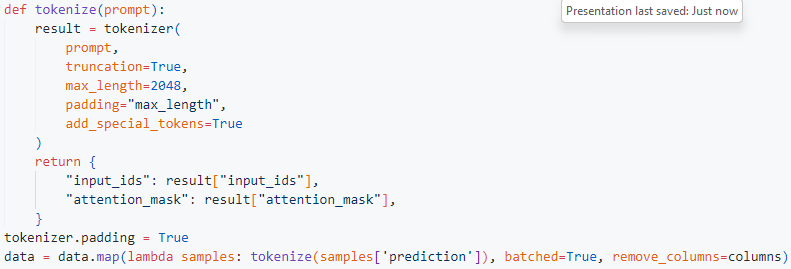 def tokenize(prompt):
Presentation last saved: Just now
    result = tokenizer(
        prompt,
        truncation=True,
        max_length=2048,
        padding="max_length",
        add_special_tokens=True
    )
    return {
        "input_ids": result["input_ids"],
        "attention_mask": result["attention_mask"],
    }
tokenizer.padding = True
data = data.map(lambda samples: tokenize(samples['prediction']), batched=True, remove_columns=columns)